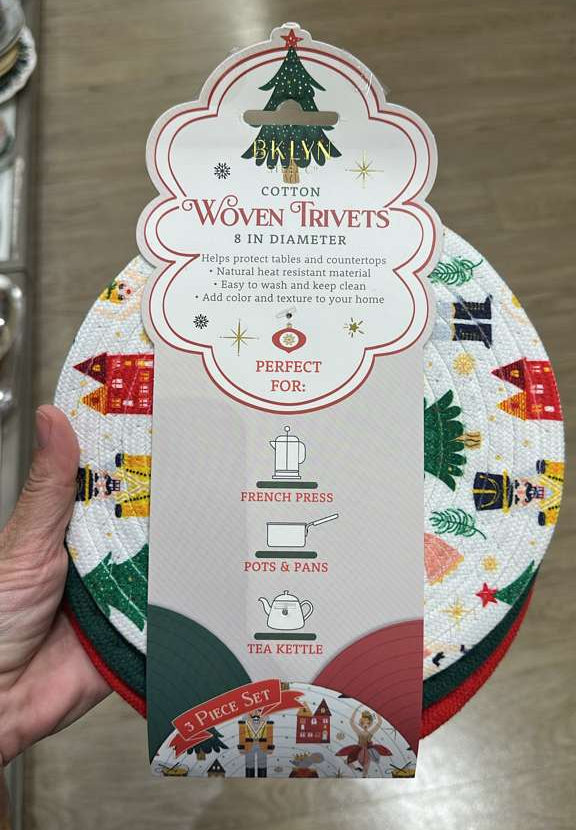 BKLYN
COTTON
WOVEN TRIVETS
8 IN DIAMETER
Helps protect tables and countertops
• Natural heat resistant material
• Easy to wash and keep clean
• Add color and texture to your home
PERFECT
FOR:
FRENCH PRESS
POTS & PANS
TEA KETTLE
3 PIECE SET